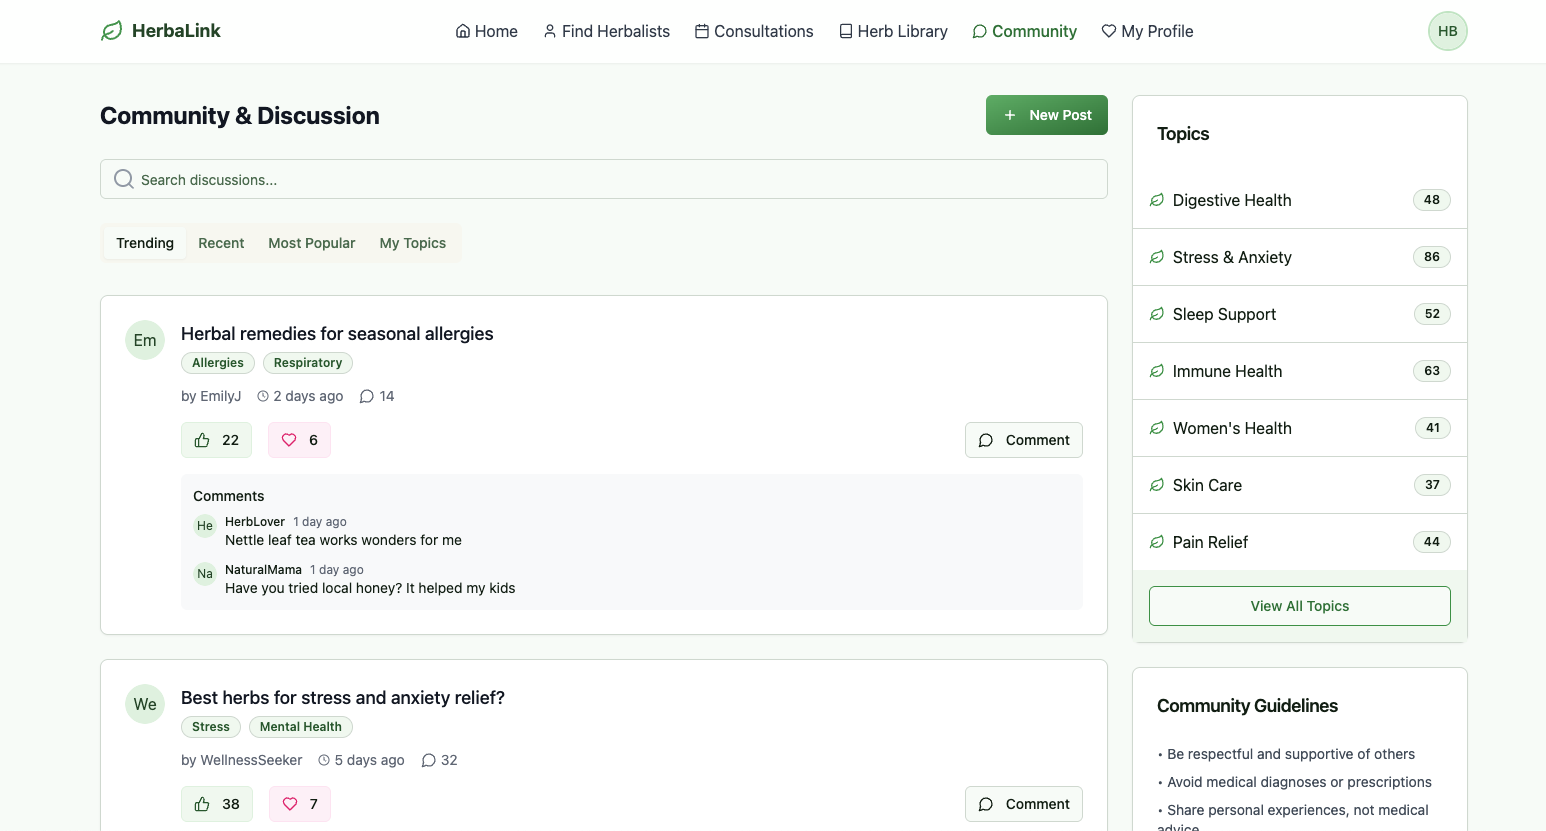 HerbaLink
Home
Find Herbalists
Consultations
Herb Library
Community
My Profile
HB
Community & Discussion
New Post
Search discussions...
Trending
Recent
Most Popular
My Topics
Em
Herbal remedies for seasonal allergies
Allergies
Respiratory
by EmilyJ
2 days ago
14
22
6
Comment
Comments
He
HerbLover 1 day ago
Nettle leaf tea works wonders for me
Na
NaturalMama 1 day ago
Have you tried local honey? It helped my kids
We
Best herbs for stress and anxiety relief?
Stress
Mental Health
by WellnessSeeker
5 days ago
32
38
7
Comment
Topics
Digestive Health 48
Stress & Anxiety 86
Sleep Support 52
Immune Health 63
Women's Health 41
Skin Care 37
Pain Relief 44
View All Topics
Community Guidelines
• Be respectful and supportive of others
• Avoid medical diagnoses or prescriptions
• Share personal experiences, not medical
advice